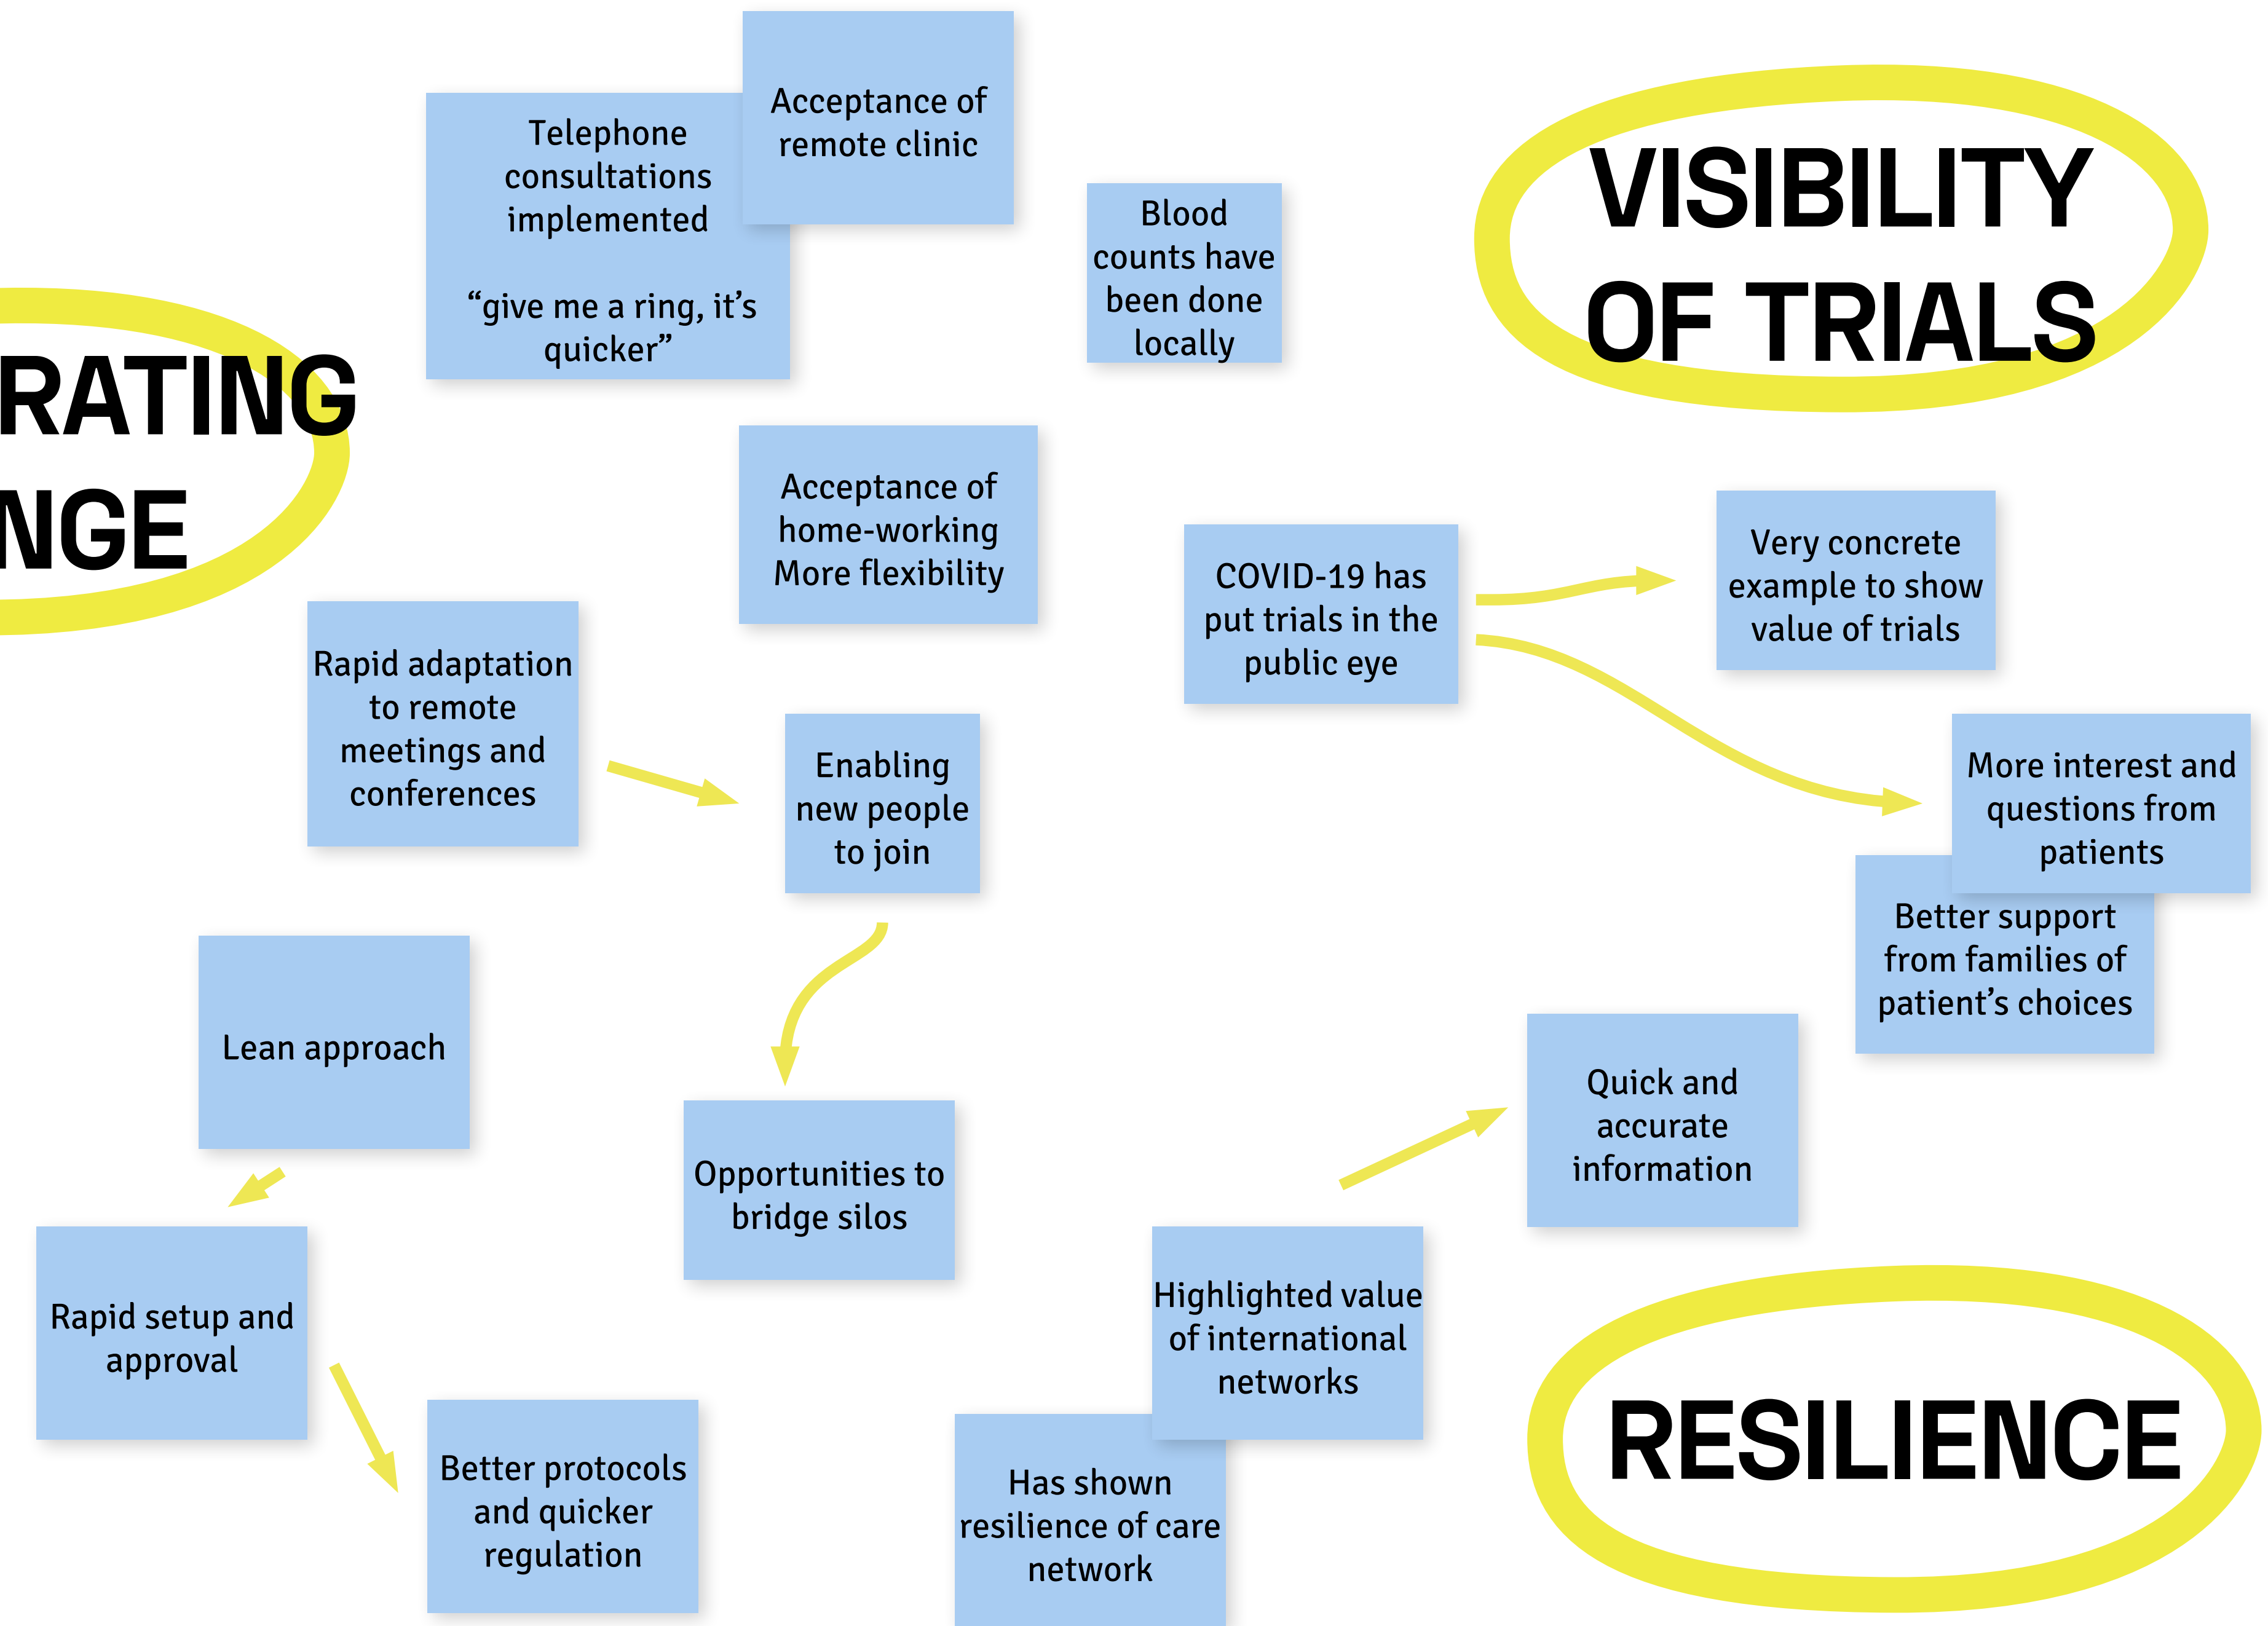 Telephone
consultations
implemented
“give me a ring, it’s
quicker”
Acceptance of
remote clinic
Blood
counts have
been done
locally
VISIBILITY
OF TRIALS
RATING
NGE
Acceptance of
home-working
More flexibility
COVID-19 has
put trials in the
public eye
Very concrete
example to show
value of trials
Rapid adaptation
to remote
meetings and
conferences
Enabling
new people
to join
More interest and
questions from
patients
Better support
from families of
patient’s choices
Lean approach
Opportunities to
bridge silos
Quick and
accurate
information
Rapid setup and
approval
Highlighted value
of international
networks
Better protocols
and quicker
regulation
Has shown
resilience of care
network
RESILIENCE